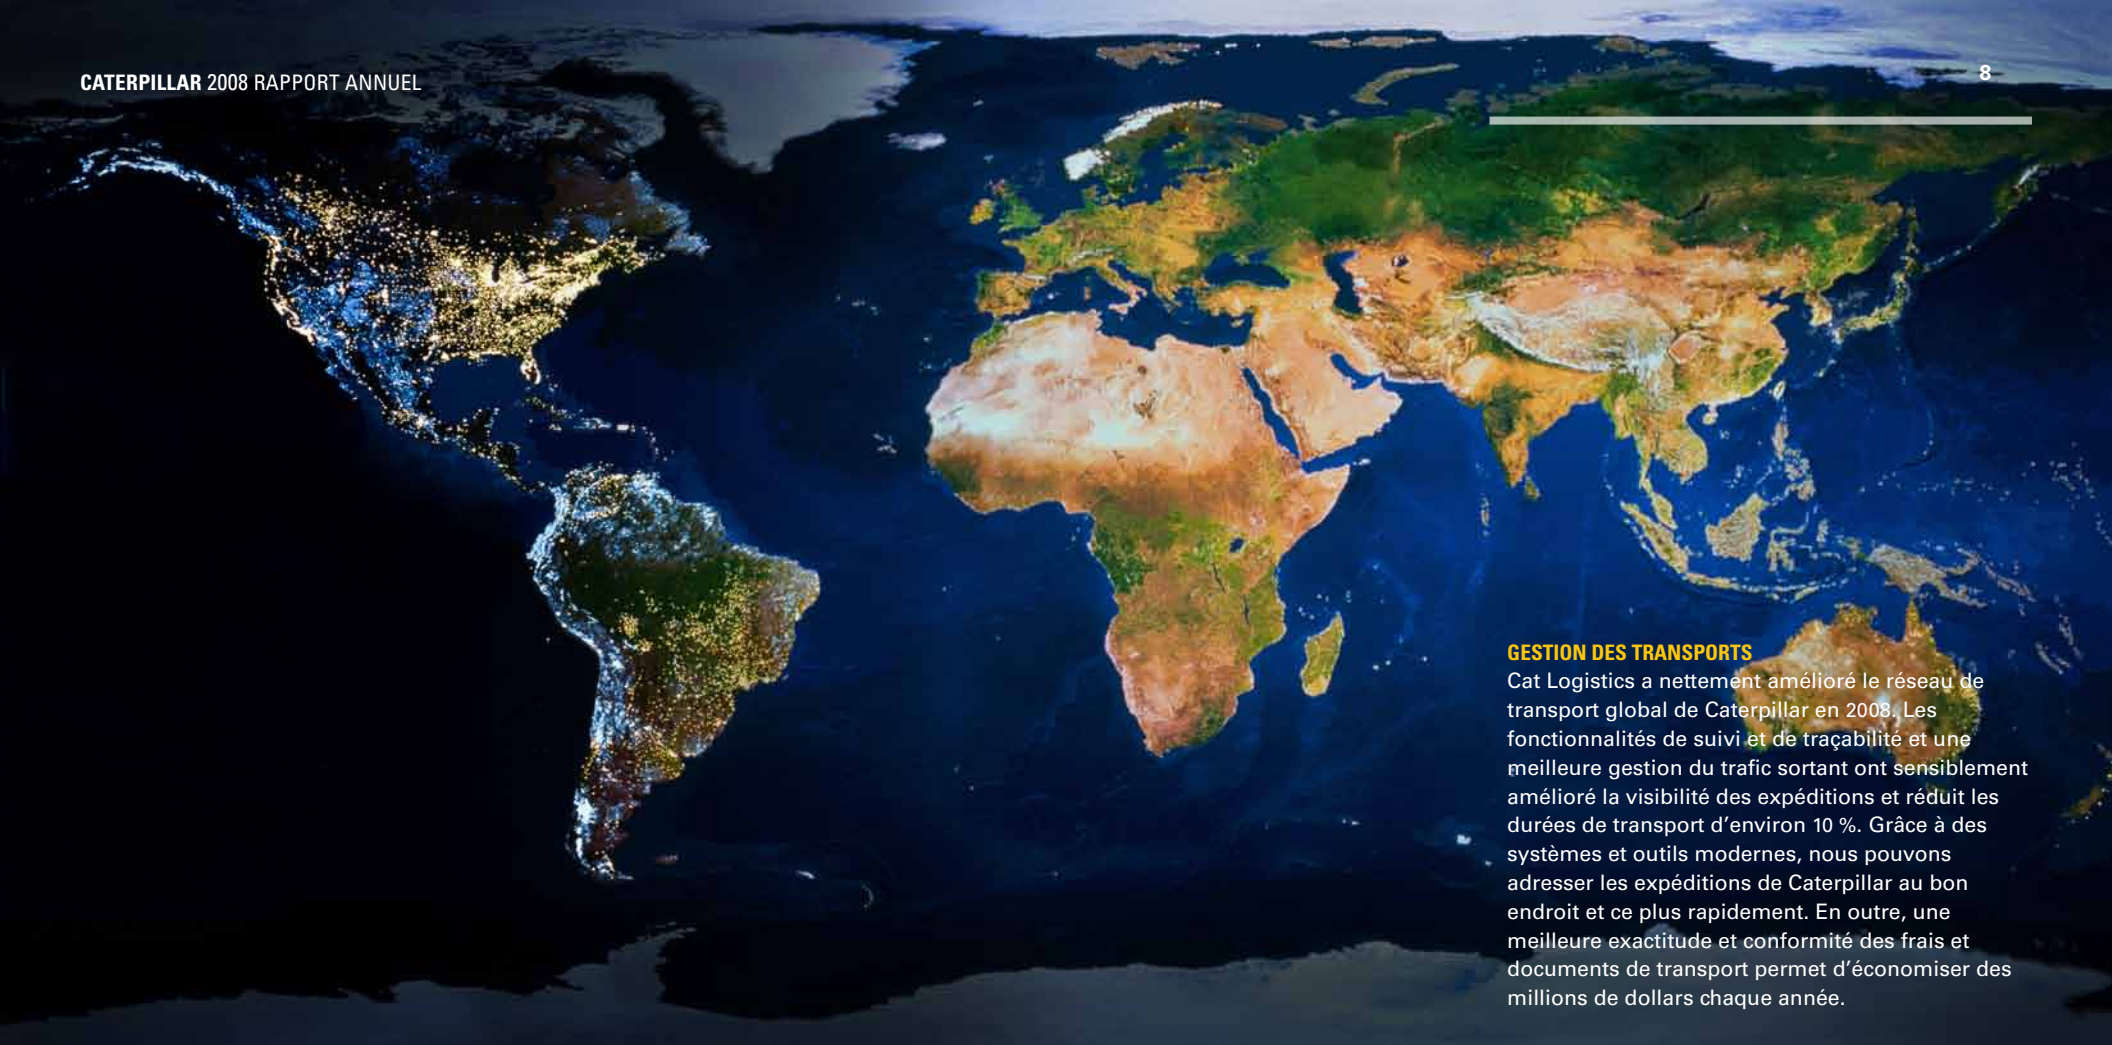 CATERPILLAR 2008 RAPPORT ANNUEL
8
GESTION DES TRANSPORTS
Cat Logistics a nettement amélioré le réseau de
transport global de Caterpillar en 2008. Les
fonctionnalités de suivi et de traçabilité et une
meilleure gestion du trafic sortant ont sensiblement
amélioré la visibilité des expéditions et réduit les
durées de transport d’environ 10 %. Grâce à des
systèmes et outils modernes, nous pouvons
adresser les expéditions de Caterpillar au bon
endroit et ce plus rapidement. En outre, une
meilleure exactitude et conformité des frais et
documents de transport permet d’économiser des
millions de dollars chaque année.